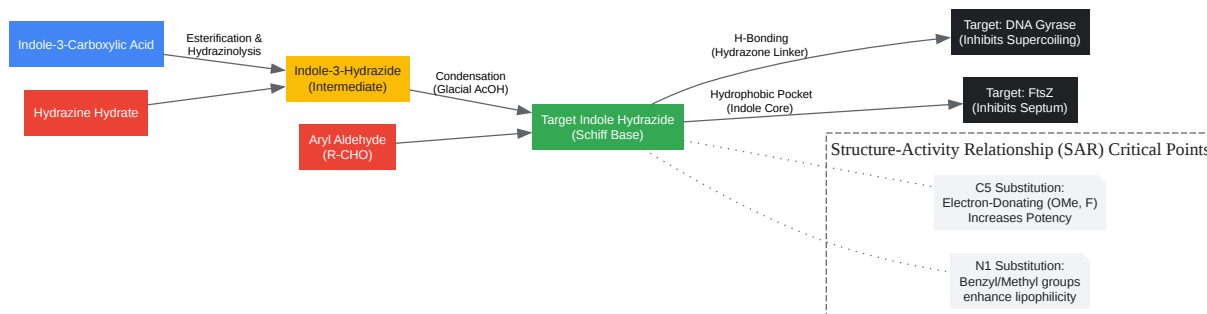 Indole-3-Carboxylic Acid
Hydrazine Hydrate
Esterification &
Hydrazinolysis
Indole-3-Hydrazide
(Intermediate)
Aryl Aldehyde
(R-CHO)
Condensation
(Glacial AcOH)
Target Indole Hydrazide
(Schiff Base)
H-Bonding
(Hydrazone Linker)
Hydrophobic Pocket
(Indole Core)
Target: DNA Gyrase
(Inhibits Supercoiling)
Target: FtsZ
(Inhibits Septum)
Structure-Activity Relationship (SAR) Critical Points
C5 Substitution:
Electron-Donating (OMe, F)
Increases Potency
N1 Substitution:
Benzyl/Methyl groups
enhance lipophilicity